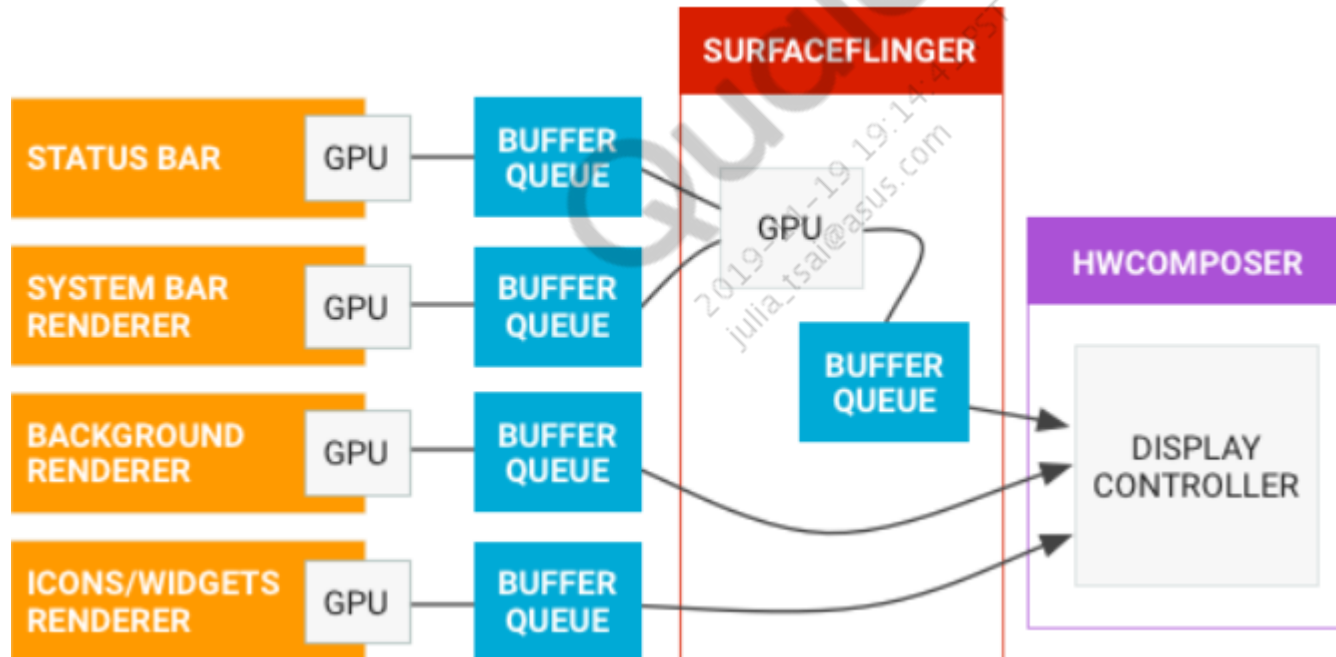 SURFACEFLINGER
STATUS BAR
GPU
BUFFER
QUEUE
GPU
SYSTEM BAR
RENDERER
GPU
BUFFER
QUEUE
HWCOMPOSER
BUFFER
QUEUE
DISPLAY
CONTROLLER
BACKGROUND
RENDERER
GPU
BUFFER
QUEUE
ICONS/WIDGETS
RENDERER
GPU
BUFFER
QUEUE
julia_tsai@asus.com